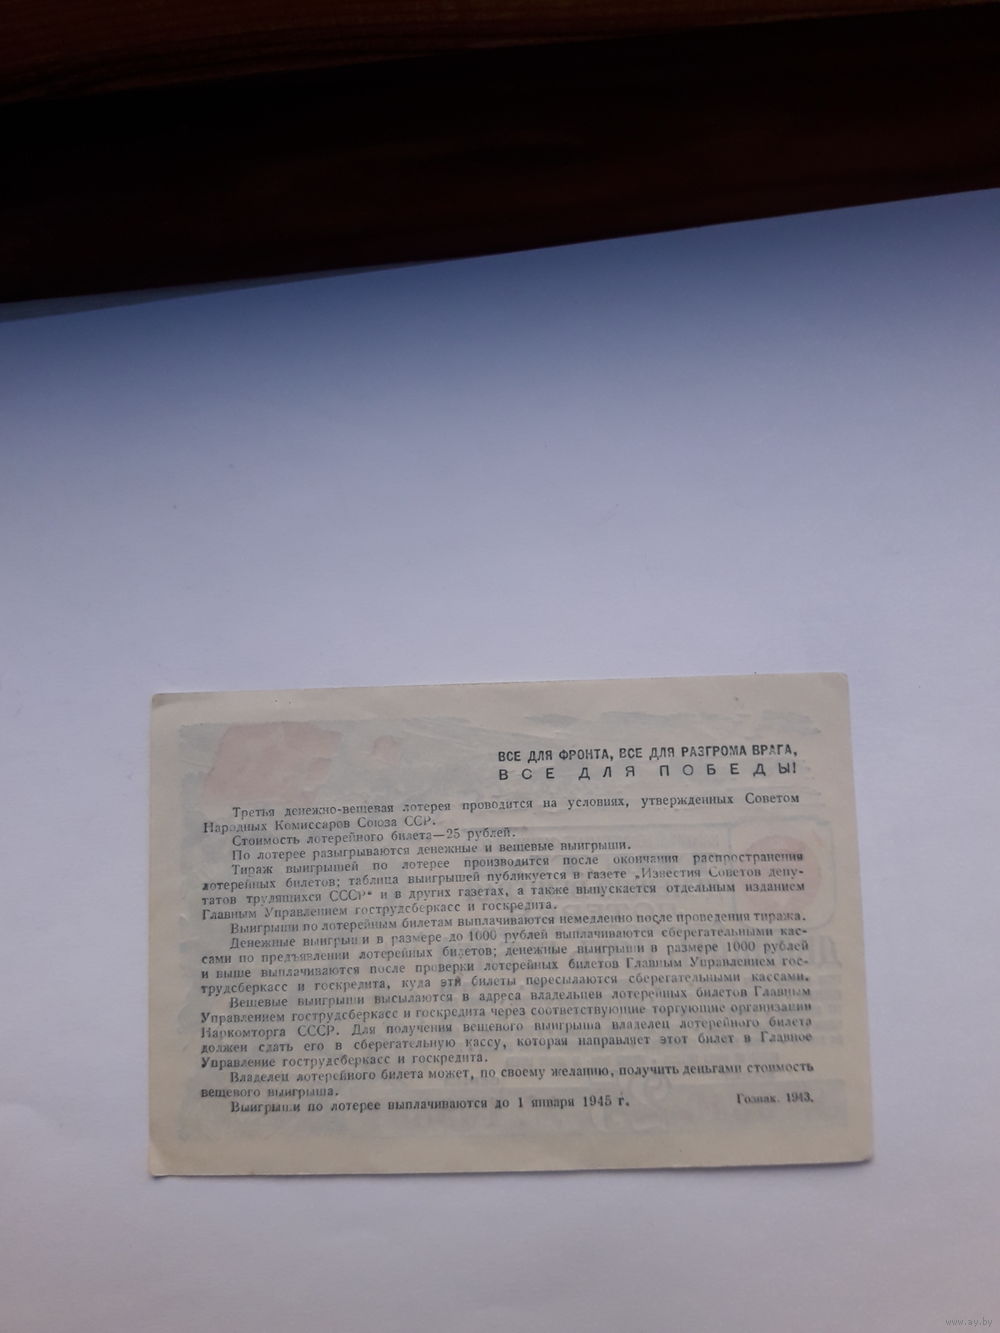 ВСЕ ДЛЯ ФРОНТА, ВСЕ ДЛЯ РАЗГРОМА ВРАГА,
ВСЕ ДЛЯ ПОБЕДЫ!
Третья денежно-вещевая лотерея проводится на условиях, утвержденных Советом
Народных Комиссаров Союза ССР.
Стоимость лотерейного билета—25 рублей.
По лотерее разыгрываются денежные и вещевые выигрыши.
Тираж выигрышей по лотерее производится после окончания распространения
лотерейных билетов; таблица выигрышей публикуется в газете „Известия Советов депу-
татов трудящихся СССР“ и в других газетах, а также выпускается отдельным изданием
Главным Управлением гострудсберкасс и госкредита.
Выигрыши по лотерейным билетам выплачиваются немедленно после проведения тиража.
Денежные выигрыши в размере до 1000 рублей выплачиваются сберегательными кас-
сами по предъявлении лотерейных билетов; денежные выигрыши в размере 1000 рублей
и выше выплачиваются после проверки лотерейных билетов Главным Управлением гос-
трудсберкасс и госкредита, куда эти билеты пересылаются сберегательными кассами.
Вещевые выигрыши высылаются в адреса владельцев лотерейных билетов Главным
Управлением гострудсберкасс и госкредита через соответствующие торгующие организации
Наркомторга СССР. Для получения вещевого выигрыша владелец лотерейного билета
должен сдать его в сберегательную кассу, которая направляет этот билет в Главное
Управление гострудсберкасс и госкредита.
Владелец лотерейного билета может, по своему желанию, получить деньгами стоимость
вещевого выигрыша.
Выигрыши по лотерее выплачиваются до 1 января 1945 г.
Гознак. 1943.
www.ay.by